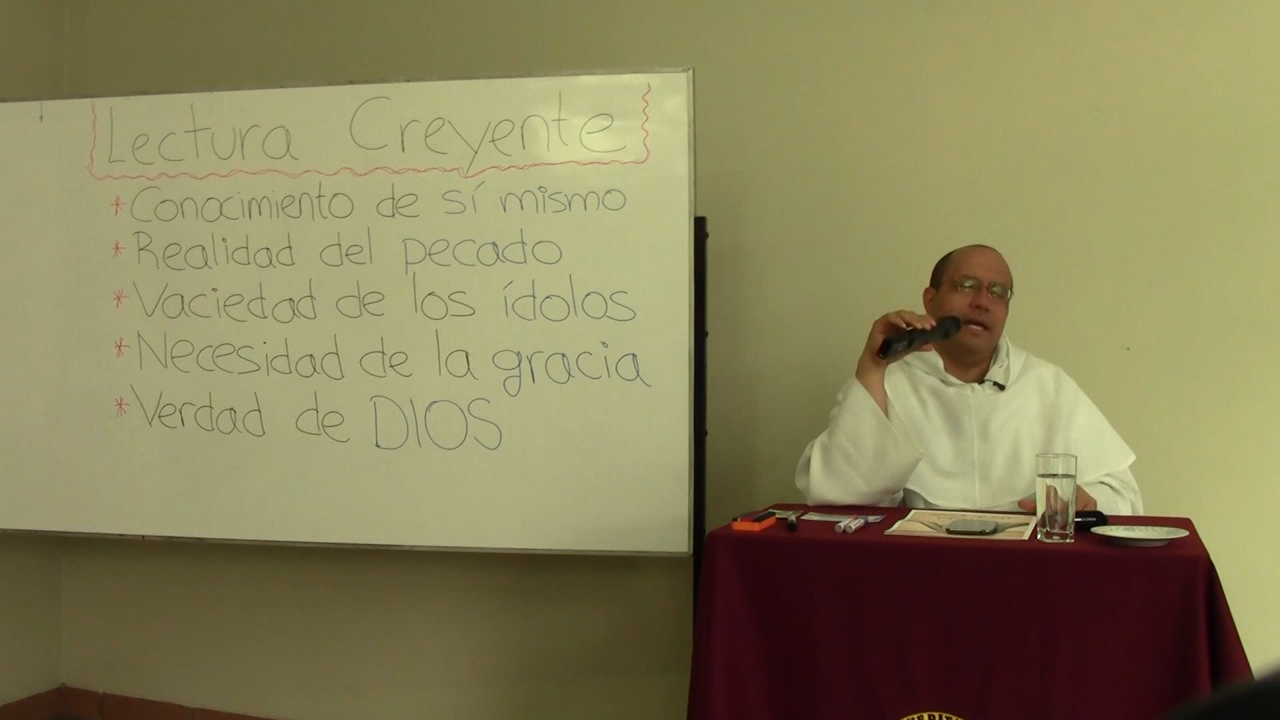 Lectura Creyente
* Conocimiento de sí mismo
* Realidad del pecado
* Vaciedad de los ídolos
* Necesidad de la gracia
* Verdad de DIOS